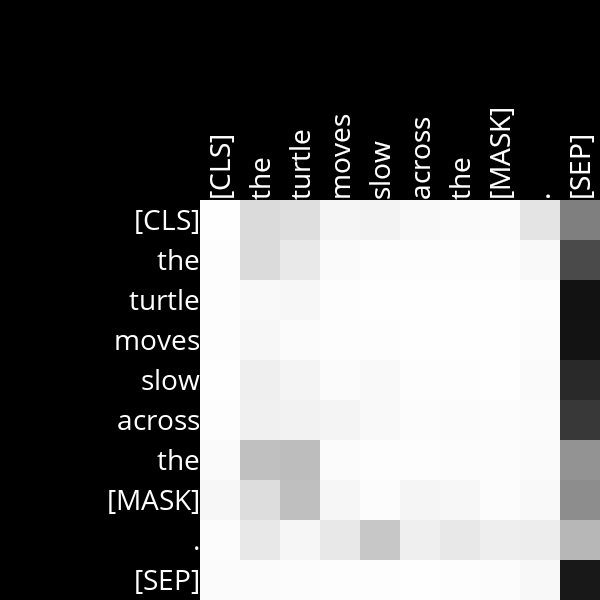 [CLS] the turtle moves slow across the [MASK] . [SEP]
[CLS]
the
turtle
moves
slow
across
the
[MASK]
.
[SEP]